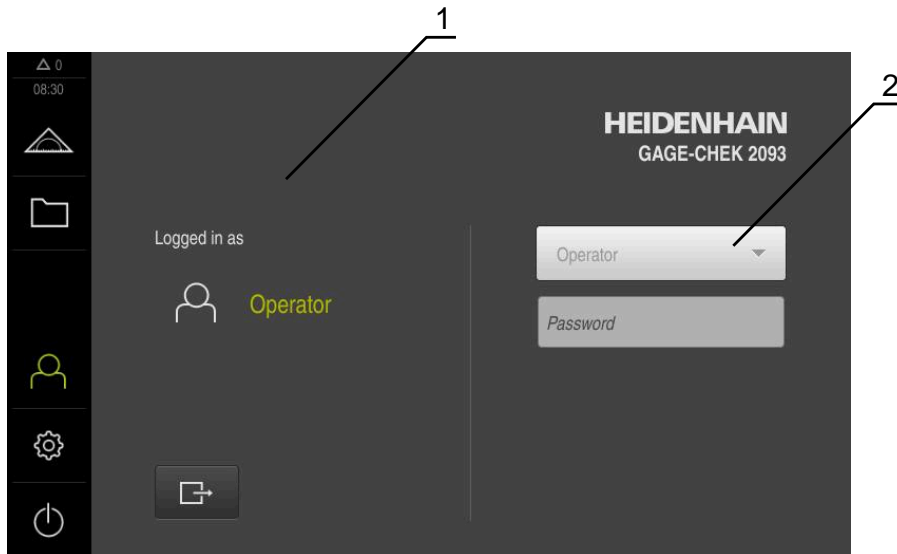 1
△ 0
08:30
2
HEIDENHAIN
GAGE-CHEK 2093
Logged in as
Operator
Operator
Password